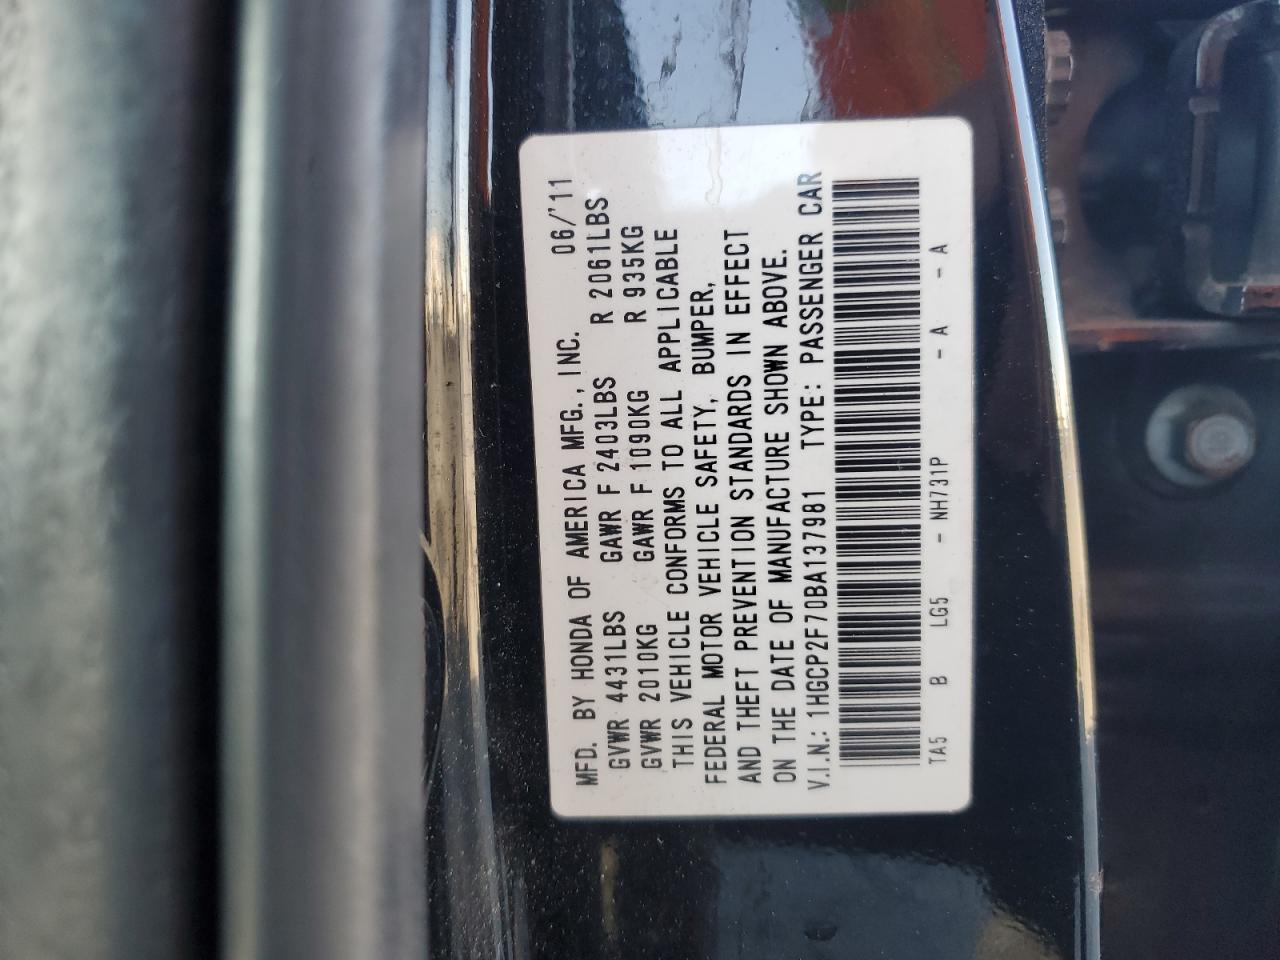 MFD. BY HONDA OF AMERICA MFG., INC. 06/'11
GVWR 4431LBS GAWR F 2403LBS R 2061LBS
GVWR 2010KG GAWR F 1090KG R 935KG
THIS VEHICLE CONFORMS TO ALL APPLICABLE
FEDERAL MOTOR VEHICLE SAFETY, BUMPER,
AND THEFT PREVENTION STANDARDS IN EFFECT
ON THE DATE OF MANUFACTURE SHOWN ABOVE.
V.I.N.: 1HGCP2F70BA137981 TYPE: PASSENGER CAR
TA5 B LG5 - NH731P - A - A